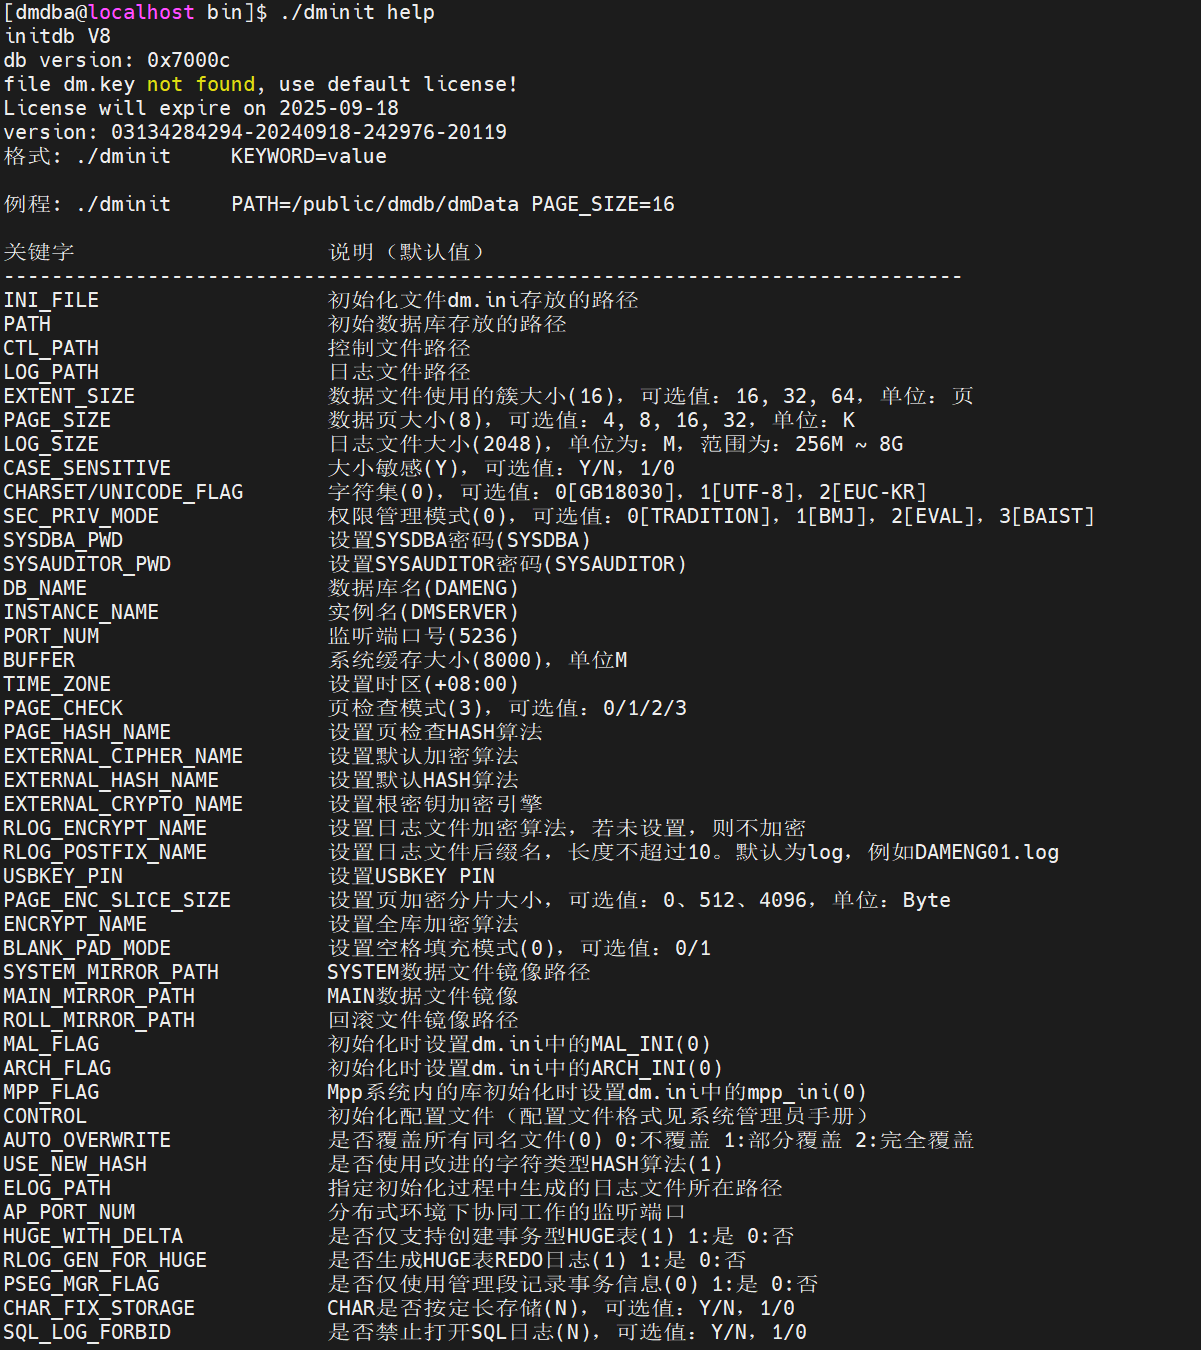 [dmdba@localhost bin]$ ./dminit help
initdb V8
db version: 0x7000c
file dm.key not found, use default license!
License will expire on 2025-09-18
version: 03134284294-20240918-242976-20119
格式: ./dminit     KEYWORD=value
例程: ./dminit     PATH=/public/dmdb/dmData PAGE_SIZE=16
关键字                     说明（默认值）
--------------------------------------------------------------------------------
INI_FILE                   初始化文件dm.ini存放的路径
PATH                       初始数据库存放的路径
CTL_PATH                   控制文件路径
LOG_PATH                   日志文件路径
EXTENT_SIZE                数据文件使用的簇大小(16)，可选值：16, 32, 64，单位：页
PAGE_SIZE                  数据页大小(8)，可选值：4, 8, 16, 32，单位：K
LOG_SIZE                   日志文件大小(2048)，单位为：M，范围为：256M ~ 8G
CASE_SENSITIVE             大小敏感(Y)，可选值：Y/N，1/0
CHARSET/UNICODE_FLAG       字符集(0)，可选值：0[GB18030]，1[UTF-8]，2[EUC-KR]
SEC_PRIV_MODE              权限管理模式(0)，可选值：0[TRADITION]，1[BMJ]，2[EVAL]，3[BAIST]
SYSDBA_PWD                 设置SYSDBA密码(SYSDBA)
SYSAUDITOR_PWD             设置SYSAUDITOR密码(SYSAUDITOR)
DB_NAME                    数据库名(DAMENG)
INSTANCE_NAME              实例名(DMSERVER)
PORT_NUM                   监听端口号(5236)
BUFFER                     系统缓存大小(8000)，单位M
TIME_ZONE                  设置时区(+08:00)
PAGE_CHECK                 页检查模式(3)，可选值：0/1/2/3
PAGE_HASH_NAME             设置页检查HASH算法
EXTERNAL_CIPHER_NAME       设置默认加密算法
EXTERNAL_HASH_NAME         设置默认HASH算法
EXTERNAL_CRYPTO_NAME       设置根密钥加密引擎
RLOG_ENCRYPT_NAME          设置日志文件加密算法，若未设置，则不加密
RLOG_POSTFIX_NAME          设置日志文件后缀名，长度不超过10。默认为log，例如DAMENG01.log
USBKEY_PIN                 设置USBKEY PIN
PAGE_ENC_SLICE_SIZE        设置页加密分片大小，可选值：0、512、4096，单位：Byte
ENCRYPT_NAME               设置全库加密算法
BLANK_PAD_MODE             设置空格填充模式(0)，可选值：0/1
SYSTEM_MIRROR_PATH         SYSTEM数据文件镜像路径
MAIN_MIRROR_PATH           MAIN数据文件镜像
ROLL_MIRROR_PATH           回滚文件镜像路径
MAL_FLAG                   初始化时设置dm.ini中的MAL_INI(0)
ARCH_FLAG                  初始化时设置dm.ini中的ARCH_INI(0)
MPP_FLAG                   Mpp系统内的库初始化时设置dm.ini中的mpp_ini(0)
CONTROL                    初始化配置文件（配置文件格式见系统管理员手册）
AUTO_OVERWRITE             是否覆盖所有同名文件(0) 0:不覆盖 1:部分覆盖 2:完全覆盖
USE_NEW_HASH               是否使用改进的字符类型HASH算法(1)
ELOG_PATH                  指定初始化过程中生成的日志文件所在路径
AP_PORT_NUM                分布式环境下协同工作的监听端口
HUGE_WITH_DELTA            是否仅支持创建事务型HUGE表(1) 1:是 0:否
RLOG_GEN_FOR_HUGE          是否生成HUGE表REDO日志(1) 1:是 0:否
PSEG_MGR_FLAG              是否仅使用管理段记录事务信息(0) 1:是 0:否
CHAR_FIX_STORAGE           CHAR是否按定长存储(N)，可选值：Y/N，1/0
SQL_LOG_FORBID             是否禁止打开SQL日志(N)，可选值：Y/N，1/0